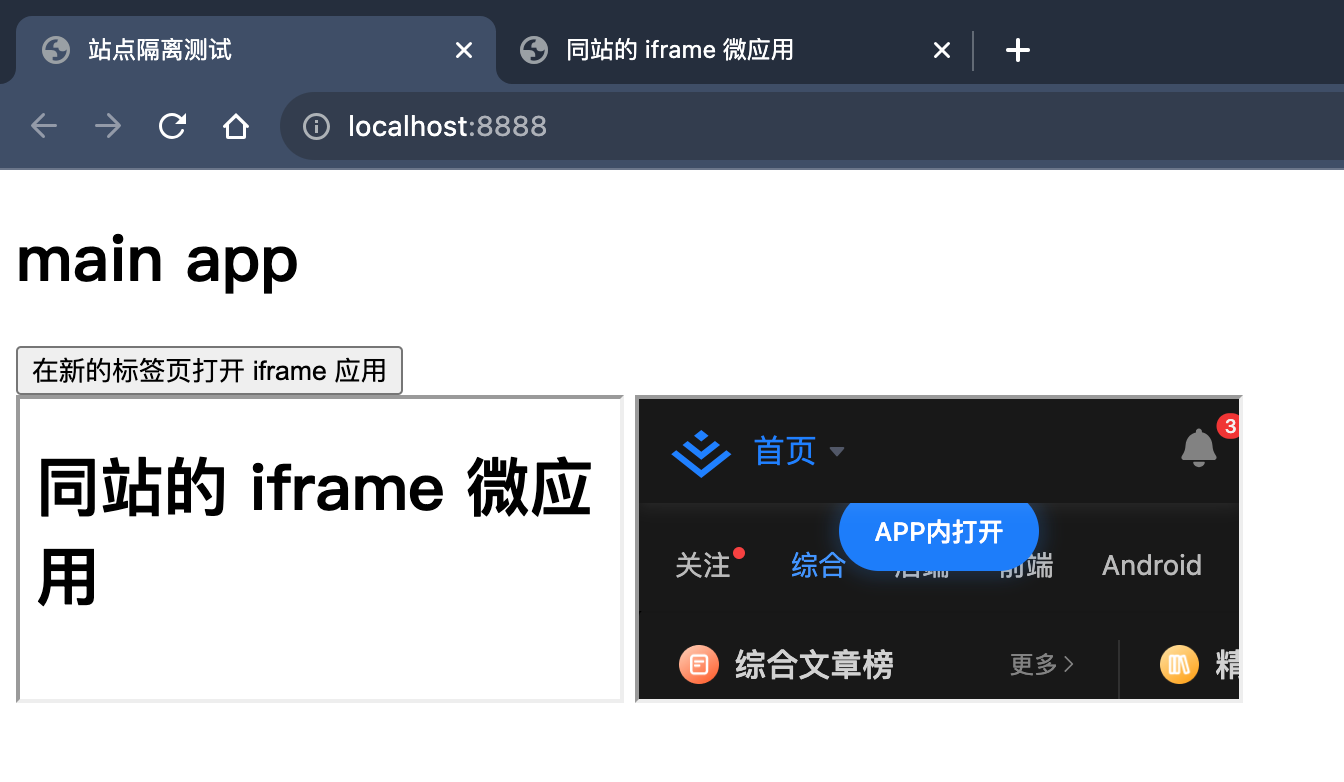 站点隔离测试
同站的 iframe 微应用
localhost:8888
main app
在新的标签页打开 iframe 应用
同站的 iframe 微应
用
首页
3
APP内打开
关注 综合 后端 前端 Android
综合文章榜 更多 精